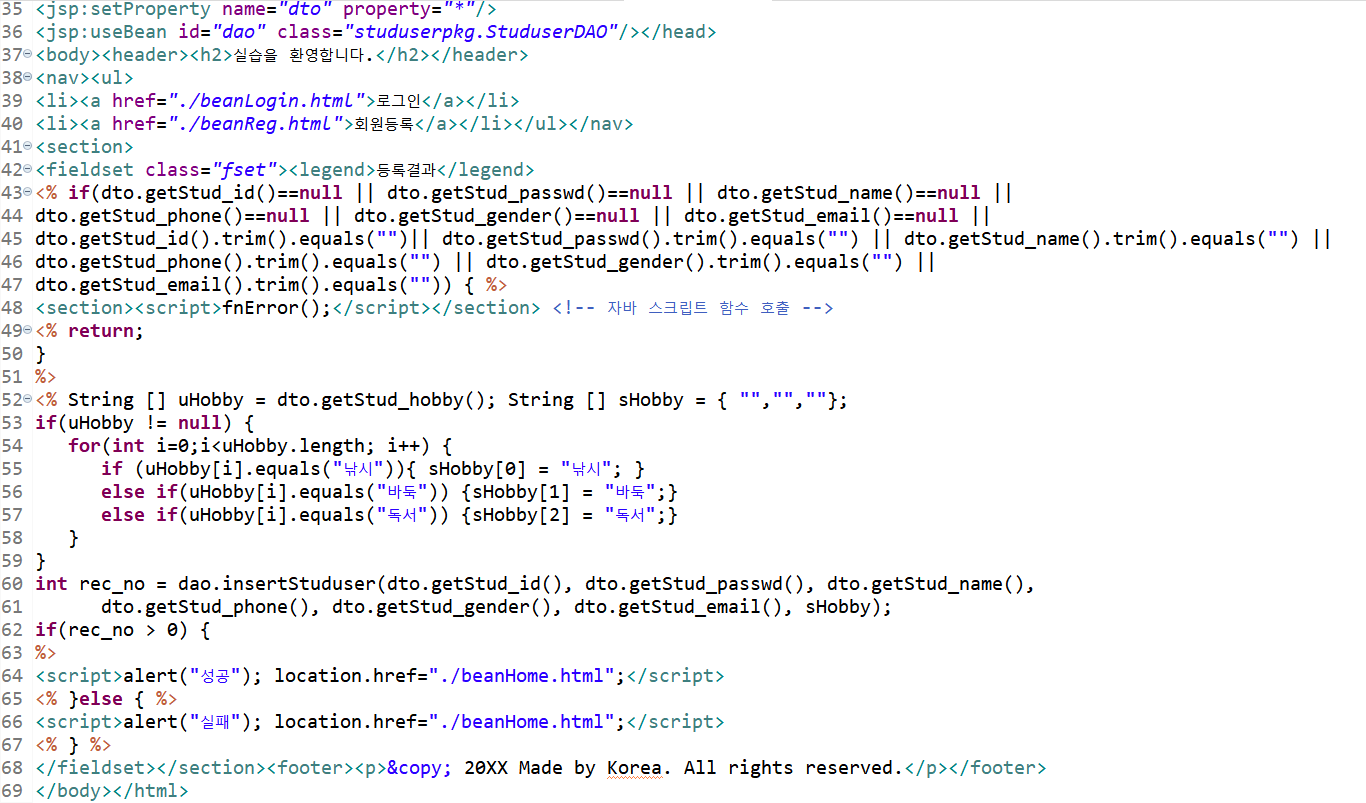 35 <jsp:setProperty name="dto" property="*"/>
36 <jsp:useBean id="dao" class="studuserpkg.StuduserDAO"/></head>
37 <body><header><h2>실습을 환영합니다.</h2></header>
38 <nav><ul>
39 <li><a href="./beanLogin.html">로그인</a></li>
40 <li><a href="./beanReg.html">회원등록</a></li></ul></nav>
41 <section>
42 <fieldset class="fset"><legend>등록결과</legend>
43 <% if(dto.getStud_id()==null || dto.getStud_passwd()==null || dto.getStud_name()==null ||
44 dto.getStud_phone()==null || dto.getStud_gender()==null || dto.getStud_email()==null ||
45 dto.getStud_id().trim().equals("")|| dto.getStud_passwd().trim().equals("") || dto.getStud_name().trim().equals("") ||
46 dto.getStud_phone().trim().equals("") || dto.getStud_gender().trim().equals("") ||
47 dto.getStud_email().trim().equals("")) { %>
48 <section><script>fnError();</script></section> <!-- 자바 스크립트 함수 호출 -->
49 <% return;
50 }
51 %>
52 <% String [] uHobby = dto.getStud_hobby(); String [] sHobby = { "","",""};
53 if(uHobby != null) {
54    for(int i=0;i<uHobby.length; i++) {
55       if (uHobby[i].equals("낚시")){ sHobby[0] = "낚시"; }
56       else if(uHobby[i].equals("바둑")) {sHobby[1] = "바둑";}
57       else if(uHobby[i].equals("독서")) {sHobby[2] = "독서";}
58    }
59 }
60 int rec_no = dao.insertStuduser(dto.getStud_id(), dto.getStud_passwd(), dto.getStud_name(),
61       dto.getStud_phone(), dto.getStud_gender(), dto.getStud_email(), sHobby);
62 if(rec_no > 0) {
63 %>
64 <script>alert("성공"); location.href="./beanHome.html";</script>
65 <% }else { %>
66 <script>alert("실패"); location.href="./beanHome.html";</script>
67 <% } %>
68 </fieldset></section><footer><p>&copy; 20XX Made by Korea. All rights reserved.</p></footer>
69 </body></html>